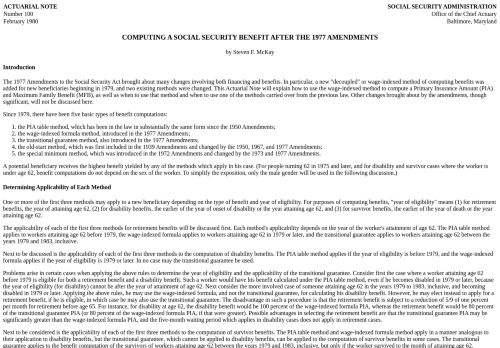 ACTUARIAL NOTE
Number 100
February 1980
SOCIAL SECURITY ADMINISTRATION
Office of the Chief Actuary
Baltimore, Maryland
COMPUTING A SOCIAL SECURITY BENEFIT AFTER THE 1977 AMENDMENTS
by Steven F. McKay
Introduction
The 1977 Amendments to the Social Security Act brought about many changes involving both financing and benefits. In particular, a new "decoupled" or wage-indexed method of computing benefits was
added for new beneficiaries beginning in 1979, and two existing methods were changed. This Actuarial Note will explain how to use the wage-indexed method to compute a Primary Insurance Amount (PIA)
and Maximum Family Benefit (MFB), as well as when to use that method and when to use one of the methods carried over from the previous law. Other changes brought about by the amendments, though
significant, will not be discussed here.
Since 1979, there have been five basic types of benefit computations:
1. the PIA table method, which has been in the law in substantially the same form since the 1950 Amendments;
2. the wage-indexed formula method, introduced in the 1977 Amendments;
3. the transitional guarantee method, also introduced in the 1977 Amendments;
4. the old-start method, which was first included in the 1939 Amendments and changed by the 1950, 1967, and 1977 Amendments;
5. the special minimum method, which was introduced in the 1972 Amendments and changed by the 1973 and 1977 Amendments.
A potential beneficiary receives the highest benefit yielded by any of the methods which apply in his case. (For people turning 62 in 1975 and later, and for disability and survivor cases where the worker is
under age 62, benefit computations do not depend on the sex of the worker. To simplify the exposition, only the male gender will be used in the following discussion.)
Determining Applicability of Each Method
One or more of the first three methods may apply to a new beneficiary depending on the type of benefit and year of eligibility. For purposes of computing benefits, "year of eligibility" means (1) for retirement
benefits, the year of attaining age 62, (2) for disability benefits, the earlier of the year of onset of disability or the year attaining age 62, and (3) for survivor benefits, the earlier of the year of death or the year
attaining age 62.
The applicability of each of the first three methods for retirement benefits will be discussed first. Each method's applicability depends on the year of the worker's attainment of age 62. The PIA table method
applies to workers attaining age 62 before 1979, the wage-indexed formula applies to workers attaining age 62 in 1979 or later, and the transitional guarantee applies to workers attaining age 62 between the
years 1979 and 1983, inclusive.
Next to be discussed is the applicability of each of the first three methods to the computation of disability benefits. The PIA table method applies if the year of eligibility is before 1979, and the wage-indexed
formula applies if the year of eligibility is 1979 or later. In no case may the transitional guarantee be used.
Problems arise in certain cases when applying the above rules to determine the year of eligibility and the applicability of the transitional guarantee. Consider first the case where a worker attaining age 62
before 1979 is eligible for both a retirement benefit and a disability benefit. Such a worker would have his benefit calculated under the PIA table method, even if he becomes disabled in 1979 or later, because
the year of eligibility (for disability) cannot be after the year of attainment of age 62. Next consider the more involved case of someone attaining age 62 in the years 1979 to 1983, inclusive, and becoming
disabled in 1979 or later. Applying the above rules, he may use the wage-indexed formula, and not the transitional guarantee, for calculating his disability benefit. However, he may elect instead to apply for a
retirement benefit, if he is eligible, in which case he may also use the transitional guarantee. The disadvantage in such a procedure is that the retirement benefit is subject to a reduction of 5/9 of one percent
per month for retirement before age 65. For instance, for disability at age 62, the disability benefit would be 100 percent of the wage-indexed formula PIA, whereas the retirement benefit would be 80 percent
of the transitional guarantee PIA (or 80 percent of the wage-indexed formula PIA, if that were greater). Possible advantages in selecting the retirement benefit are that the transitional guarantee PIA may be
significantly greater than the wage-indexed formula PIA, and the five-month waiting period which applies in disability cases does not apply in retirement cases.
Next to be considered is the applicability of each of the first three methods to the computation of survivor benefits. The PIA table method and wage-indexed formula method apply in a manner analogous to
their application to disability benefits, but the transitional guarantee, which cannot be applied to disability benefits, can be applied to the computation of survivor benefits in some cases. The transitional
guarantee applies to the benefit computation of the survivors of workers attaining age 62 between the years 1979 and 1983, inclusive, but only if the worker survived to the month of attaining age 62.